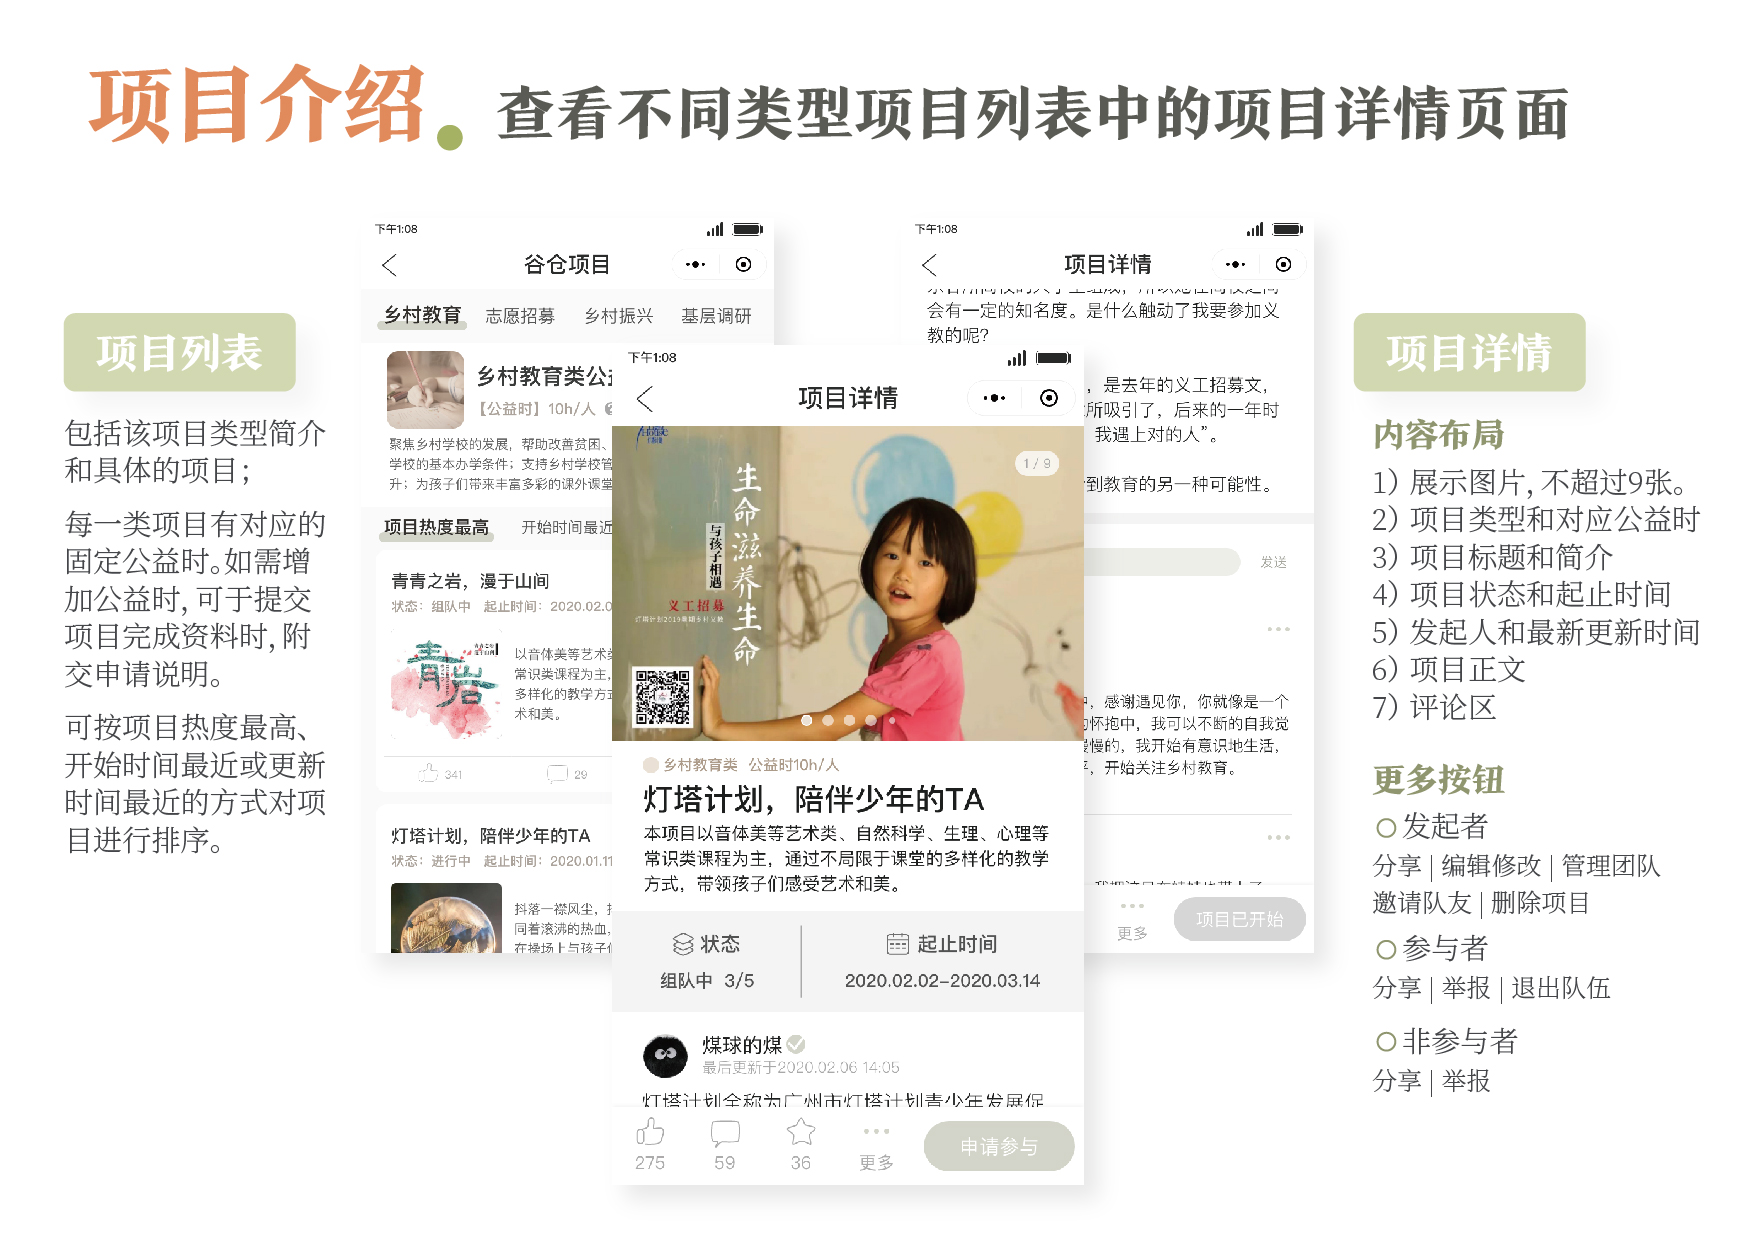 项目介绍.
查看不同类型项目列表中的项目详情页面
项目列表
包括该项目类型简介
和具体的项目；
每一类项目有对应的
固定公益时。如需增
加公益时，可于提交
项目完成资料时，附
交申请说明。
可按项目热度最高、
开始时间最近或更新
时间最近的方式对项
目进行排序。
下午1:08
谷仓项目
乡村教育 志愿招募 乡村振兴 基层调研
乡村教育类公
【公益时】10h/人
聚焦乡村学校的发展，帮助改善贫困、
学校的基本办学条件；支持乡村学校管
升；为孩子们带来丰富多彩的课外课堂
项目热度最高 开始时间最近
青青之岩，漫于山间
状态：组队中 起止时间：2020.02.0
青岩
以音体美等艺术类
常识类课程为主，
多样化的教学方式
术和美。
341 29
灯塔计划，陪伴少年的TA
状态：进行中 起止时间：2020.01.11
抖落一襟风尘，
同着滚沸的热血，
在操场上与孩子们
下午1:08
项目详情
1 / 9
生命滋养生命
与孩子相遇
义工招募
灯塔计划2019暑期乡村义教
乡村教育类 公益时10h/人
灯塔计划，陪伴少年的TA
本项目以音体美等艺术类、自然科学、生理、心理等
常识类课程为主，通过不局限于课堂的多样化的教学
方式，带领孩子们感受艺术和美。
状态
组队中 3/5
起止时间
2020.02.02-2020.03.14
煤球的煤
最后更新于2020.02.06 14:05
灯塔计划全称为广州市灯塔计划青少年发展促
275 59 36 更多
申请参与
下午1:08
项目详情
会有一定的知名度。是什么触动了我要参加义
教的呢？
，是去年的义工招募文，
所吸引了，后来的一年时
我遇上对的人”。
到教育的另一种可能性。
发送
，感谢遇见你，你就像是一个
怀抱中，我可以不断的自我觉
慢的，我开始有意识地生活，
，开始关注乡村教育。
更多
项目已开始
项目详情
内容布局
1）展示图片，不超过9张。
2）项目类型和对应公益时
3）项目标题和简介
4）项目状态和起止时间
5）发起人和最新更新时间
6）项目正文
7）评论区
更多按钮
发起者
分享 | 编辑修改 | 管理团队
邀请队友 | 删除项目
参与者
分享 | 举报 | 退出队伍
非参与者
分享 | 举报